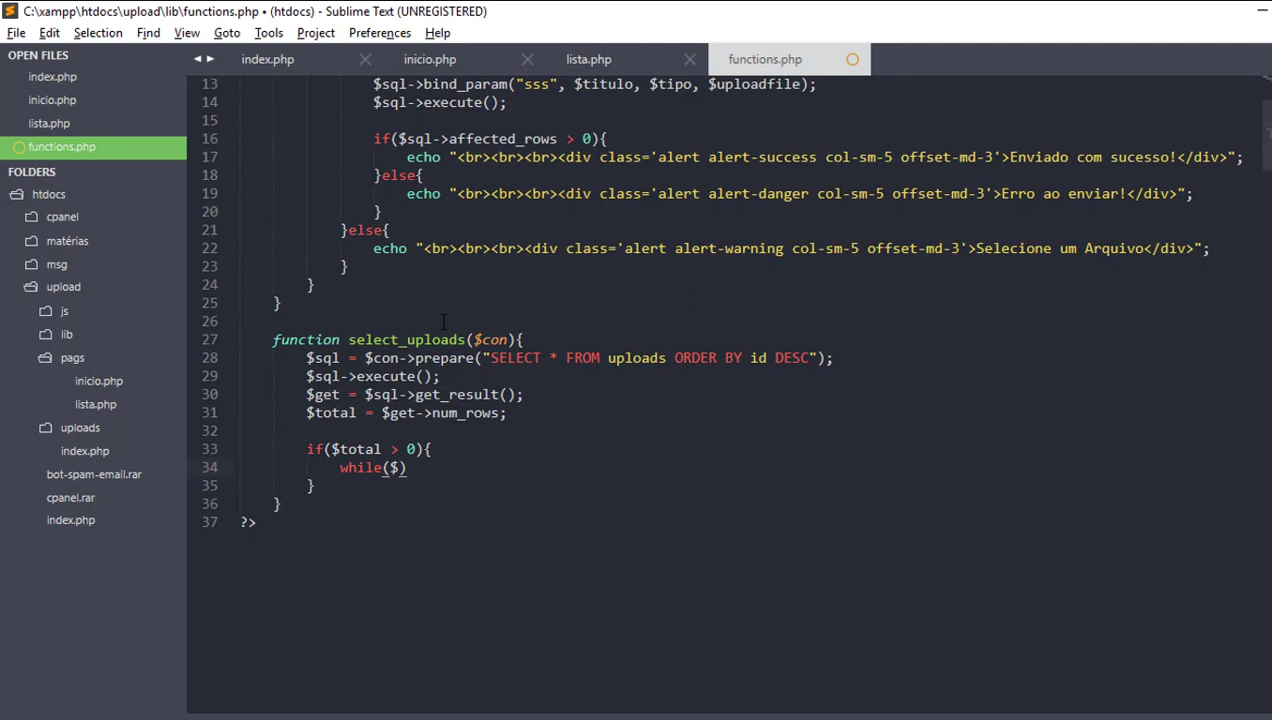 C:\xampp\htdocs\upload\lib\functions.php • (htdocs) - Sublime Text (UNREGISTERED)
File Edit Selection Find View Goto Tools Project Preferences Help
OPEN FILES
index.php
inicio.php
lista.php
functions.php
FOLDERS
htdocs
cpanel
matérias
msg
upload
js
lib
pags
inicio.php
lista.php
uploads
index.php
bot-spam-email.rar
cpanel.rar
index.php
index.php inicio.php lista.php functions.php
13 $sql->bind_param("sss", $titulo, $tipo, $uploadfile);
14 $sql->execute();
15
16 if($sql->affected_rows > 0){
17 echo "<br><br><br><div class='alert alert-success col-sm-5 offset-md-3'>Enviado com sucesso!</div>";
18 }else{
19 echo "<br><br><br><div class='alert alert-danger col-sm-5 offset-md-3'>Erro ao enviar!</div>";
20 }
21 }else{
22 echo "<br><br><br><div class='alert alert-warning col-sm-5 offset-md-3'>Selecione um Arquivo</div>";
23 }
24 }
25 }
26
27 function select_uploads($con){
28 $sql = $con->prepare("SELECT * FROM uploads ORDER BY id DESC");
29 $sql->execute();
30 $get = $sql->get_result();
31 $total = $get->num_rows;
32
33 if($total > 0){
34 while($)
35 }
36 }
37 ?>